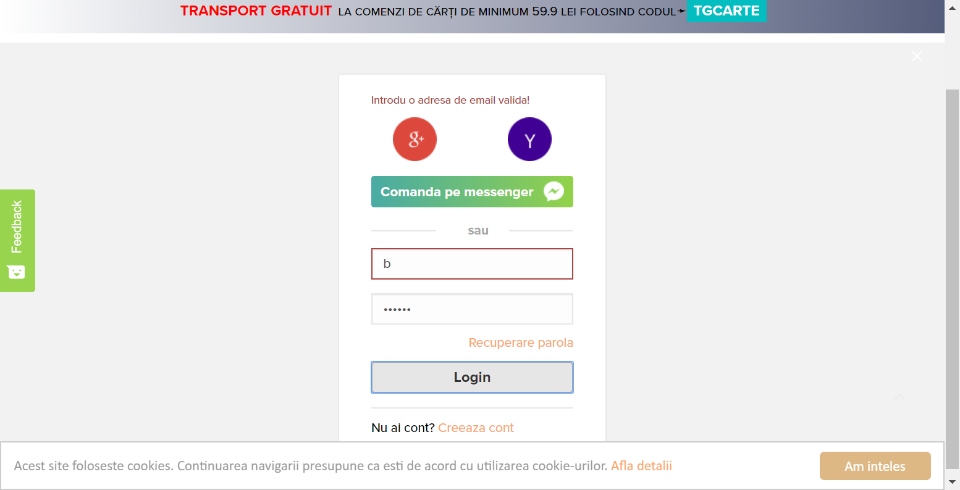 TRANSPORT GRATUIT LA COMENZI DE CĂRȚI DE MINIMUM 59.9 LEI FOLOSIND CODUL TGCARTE
Introdu o adresa de email valida!
g+ Y
Comanda pe messenger
sau
b
••••••
Recuperare parola
Login
Nu ai cont? Creeaza cont
Feedback
Acest site foloseste cookies. Continuarea navigarii presupune ca esti de acord cu utilizarea cookie-urilor. Afla detalii
Am inteles